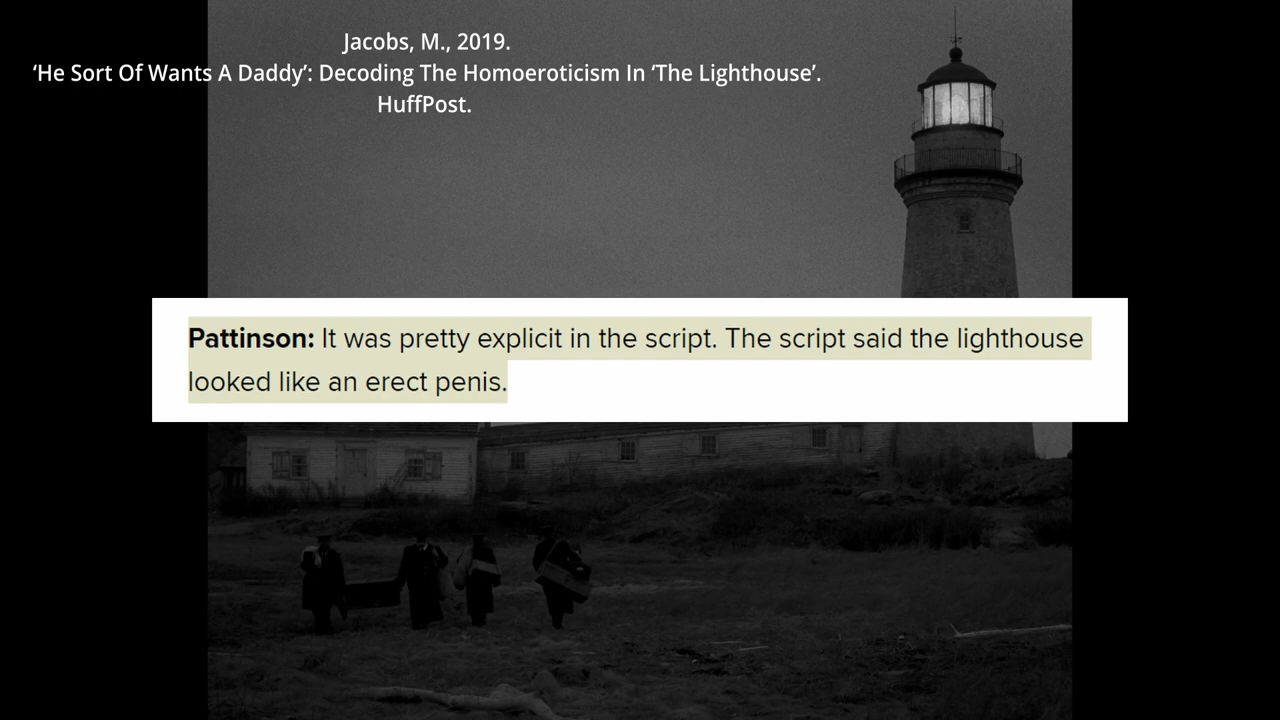 Jacobs, M., 2019.
‘He Sort Of Wants A Daddy’: Decoding The Homoeroticism In ‘The Lighthouse’.
HuffPost.
Pattinson: It was pretty explicit in the script. The script said the lighthouse
looked like an erect penis.